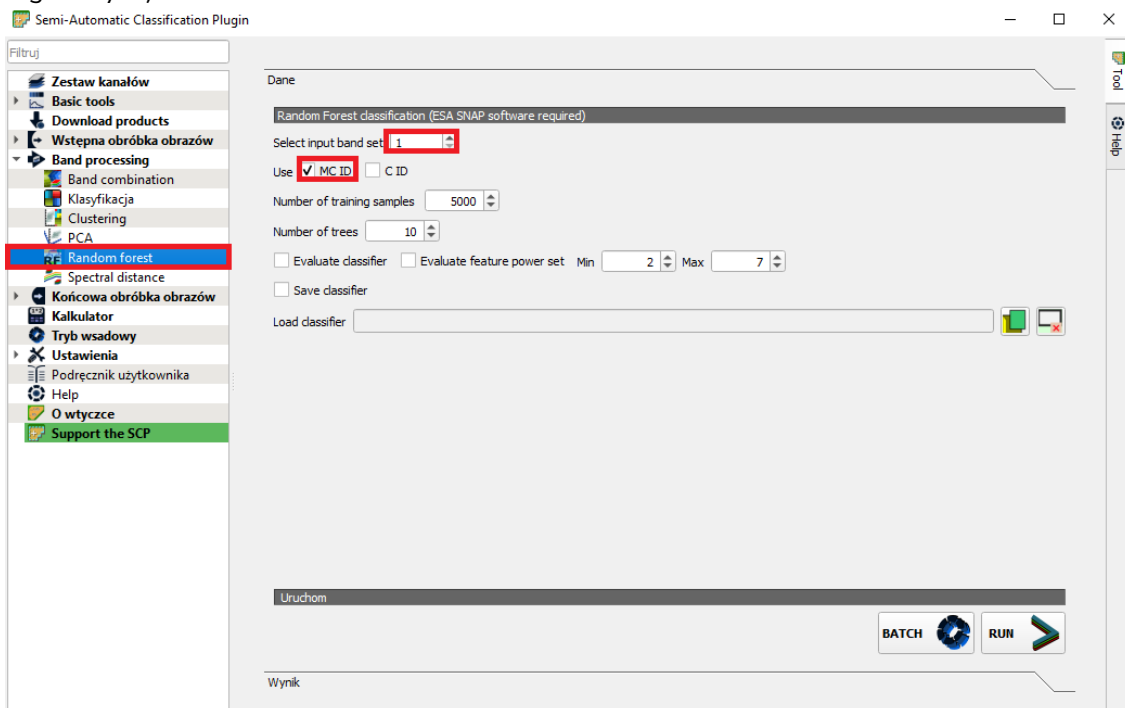 Semi-Automatic Classification Plugin
Filtruj
Zestaw kanałów
Basic tools
Download products
Wstępna obróbka obrazów
Band processing
Band combination
Klasyfikacja
Clustering
PCA
RF Random forest
Spectral distance
Końcowa obróbka obrazów
Kalkulator
Tryb wsadowy
Ustawienia
Podręcznik użytkownika
Help
O wtyczce
Support the SCP
Dane
Random Forest classification (ESA SNAP software required)
Select input band set 1
Use MC ID C ID
Number of training samples 5000
Number of trees 10
Evaluate classifier Evaluate feature power set Min 2 Max 7
Save classifier
Load classifier
Uruchom
BATCH RUN
Wynik
Tool
Help